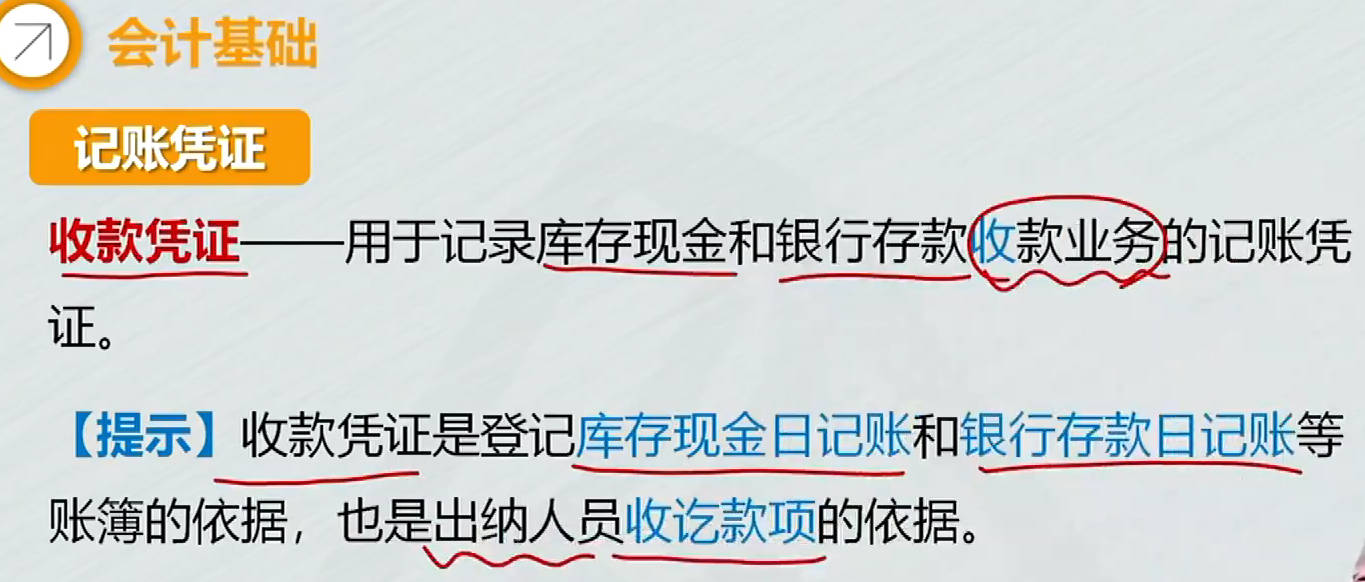 会计基础
记账凭证
收款凭证——用于记录库存现金和银行存款收款业务的记账凭
证。
【提示】收款凭证是登记库存现金日记账和银行存款日记账等
账簿的依据，也是出纳人员收讫款项的依据。